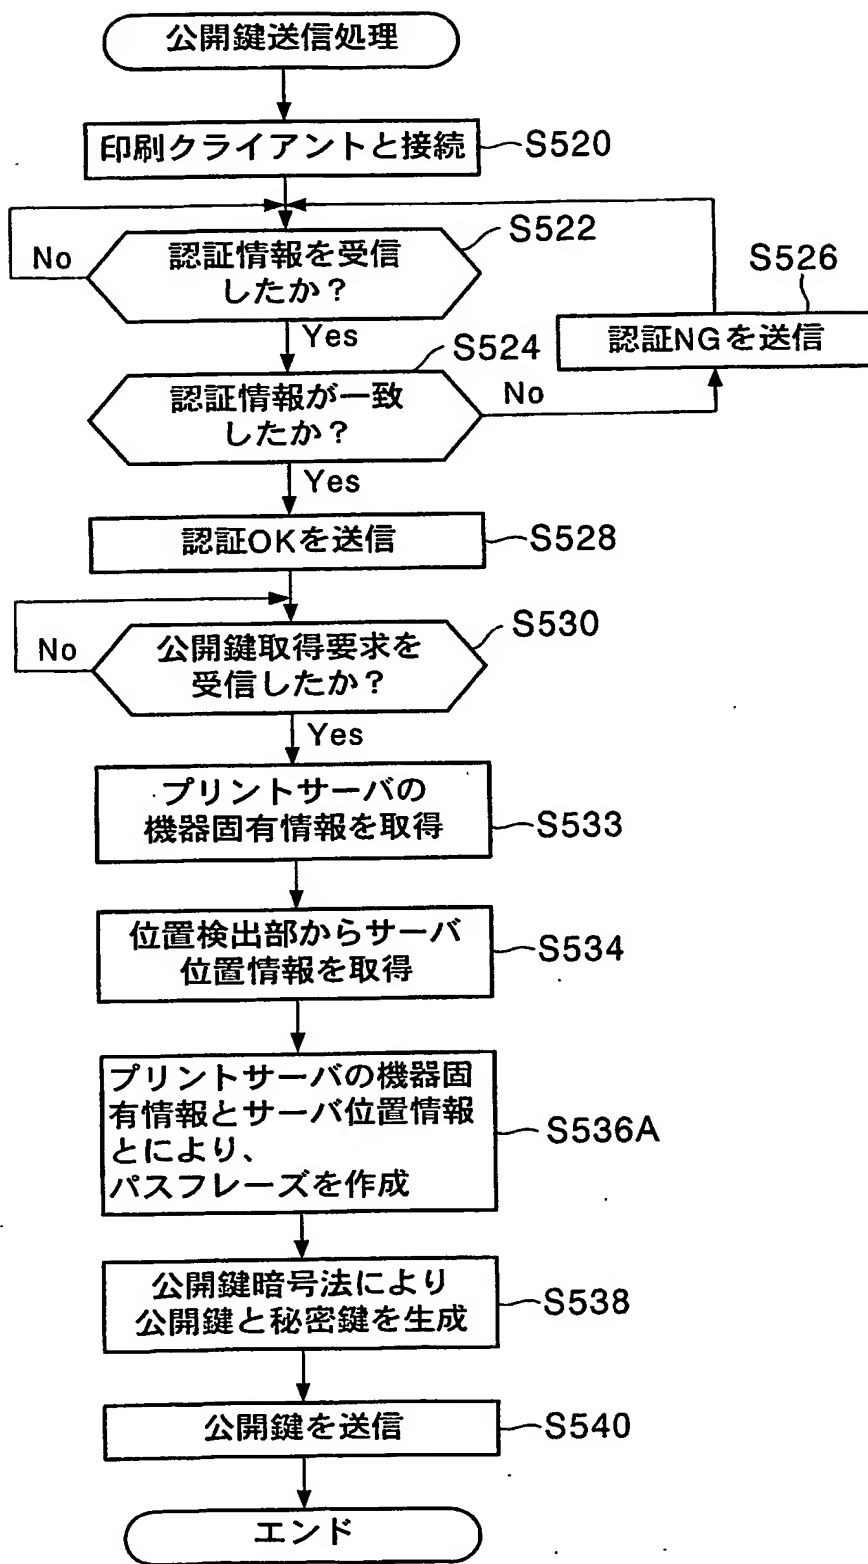 公開鍵送信処理
印刷クライアントと接続
S520
認証情報を受信
したか?
S522
No
Yes
S526
認証NGを送信
S524
認証情報が一致
したか?
No
Yes
認証OKを送信
S528
公開鍵取得要求を
受信したか?
S530
No
Yes
プリントサーバの
機器固有情報を取得
S533
位置検出部からサーバ
位置情報を取得
S534
プリントサーバの機器固
有情報とサーバ位置情報
とにより、
パスフレーズを作成
S536A
公開鍵暗号法により
公開鍵と秘密鍵を生成
S538
公開鍵を送信
S540
エンド